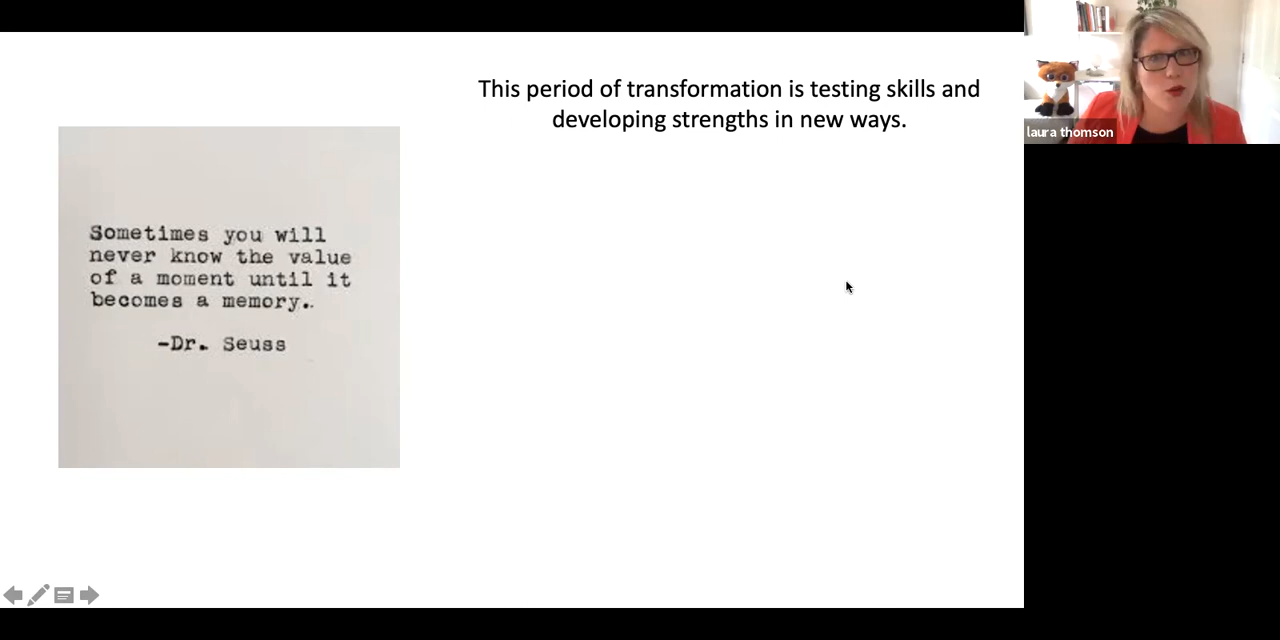 This period of transformation is testing skills and
developing strengths in new ways.
Sometimes you will
never know the value
of a moment until it
becomes a memory..
-Dr. Seuss
laura thomson